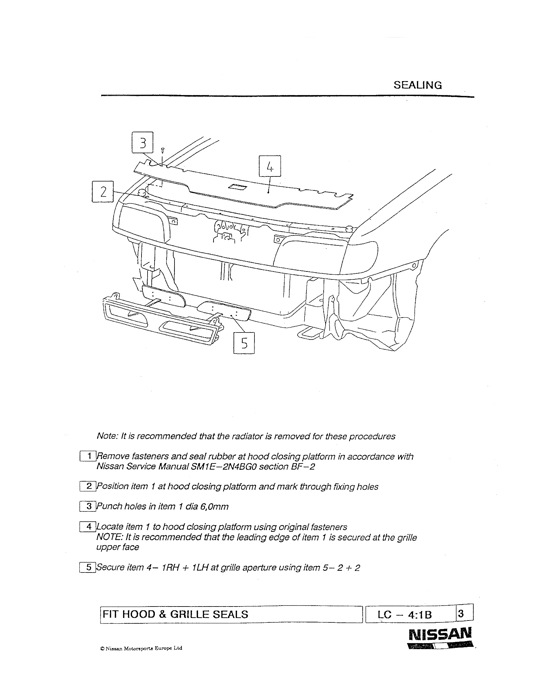 SEALING
3
4
2
5
Note: It is recommended that the radiator is removed for these procedures
1 Remove fasteners and seal rubber at hood closing platform in accordance with
Nissan Service Manual SM1E-2N4BG0 section BF-2
2 Position item 1 at hood closing platform and mark through fixing holes
3 Punch holes in item 1 dia 6,0mm
4 Locate item 1 to hood closing platform using original fasteners
NOTE: It is recommended that the leading edge of item 1 is secured at the grille
upper face
5 Secure item 4- 1RH + 1LH at grille aperture using item 5- 2 + 2
FIT HOOD & GRILLE SEALS
LC - 4:1B
3
NISSAN
© Nissan Motorsports Europe Ltd